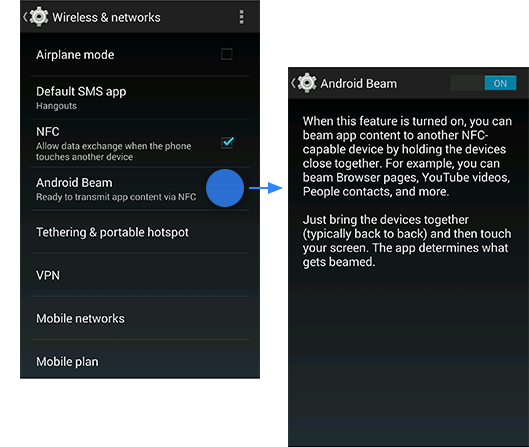 Wireless & networks
Airplane mode
Default SMS app
Hangouts
NFC
Allow data exchange when the phone
touches another device
Android Beam
Ready to transmit app content via NFC
Tethering & portable hotspot
VPN
Mobile networks
Mobile plan
Android Beam
ON
When this feature is turned on, you can
beam app content to another NFC-
capable device by holding the devices
close together. For example, you can
beam Browser pages, YouTube videos,
People contacts, and more.
Just bring the devices together
(typically back to back) and then touch
your screen. The app determines what
gets beamed.